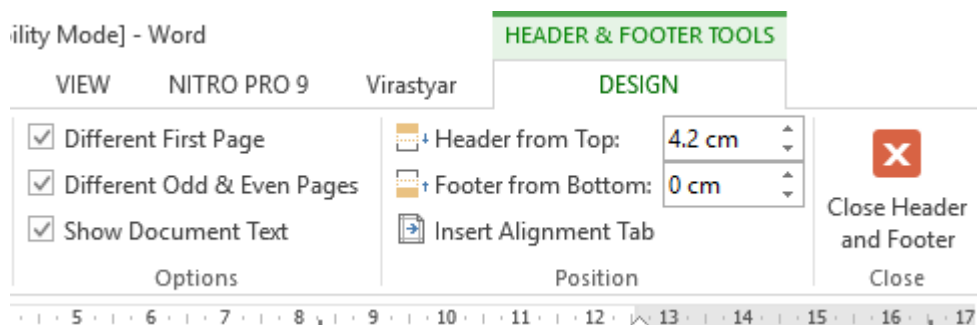 ility Mode] - Word
HEADER & FOOTER TOOLS
VIEW NITRO PRO 9 Virastyar DESIGN
Different First Page
Different Odd & Even Pages
Show Document Text
Options
Header from Top: 4.2 cm
Footer from Bottom: 0 cm
Insert Alignment Tab
Position
Close Header
and Footer
Close
5 6 7 8 9 10 11 12 13 14 15 16 17